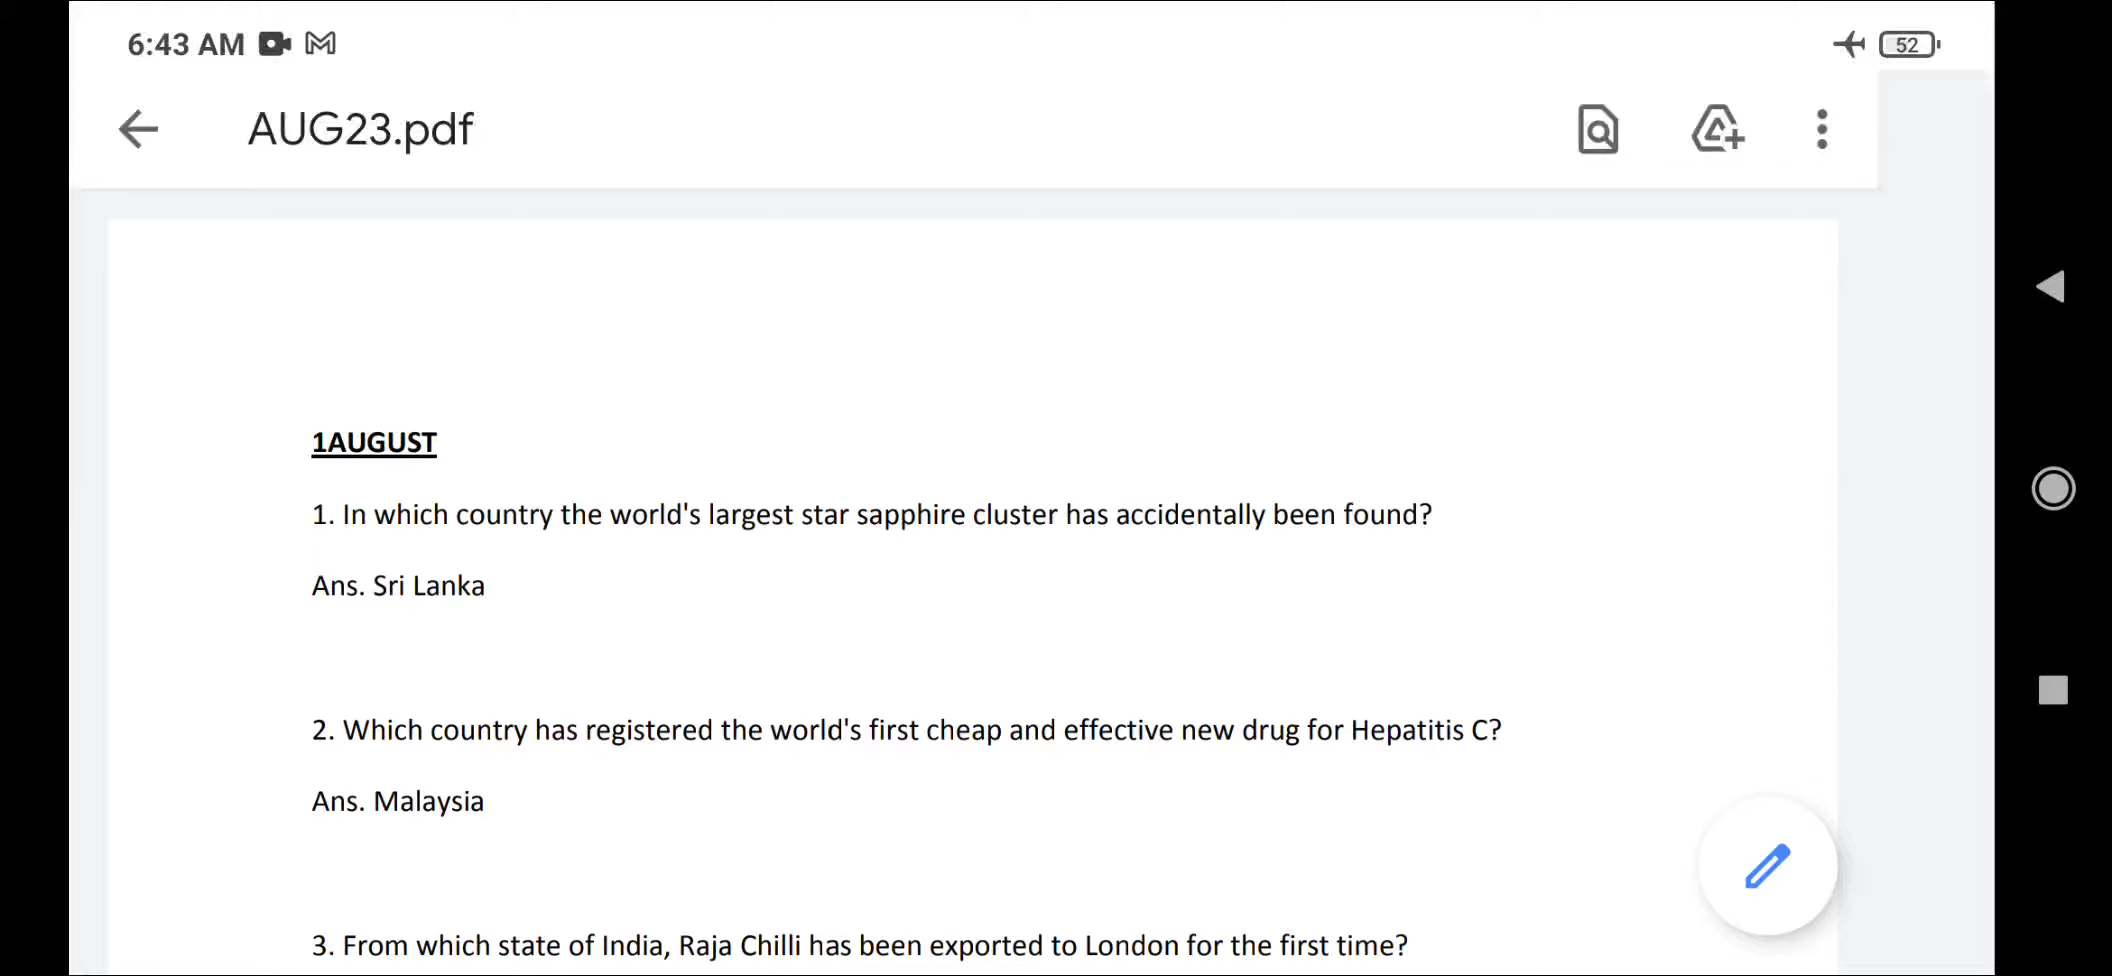 6:43 AM
52
AUG23.pdf
1AUGUST
1. In which country the world's largest star sapphire cluster has accidentally been found?
Ans. Sri Lanka
2. Which country has registered the world's first cheap and effective new drug for Hepatitis C?
Ans. Malaysia
3. From which state of India, Raja Chilli has been exported to London for the first time?